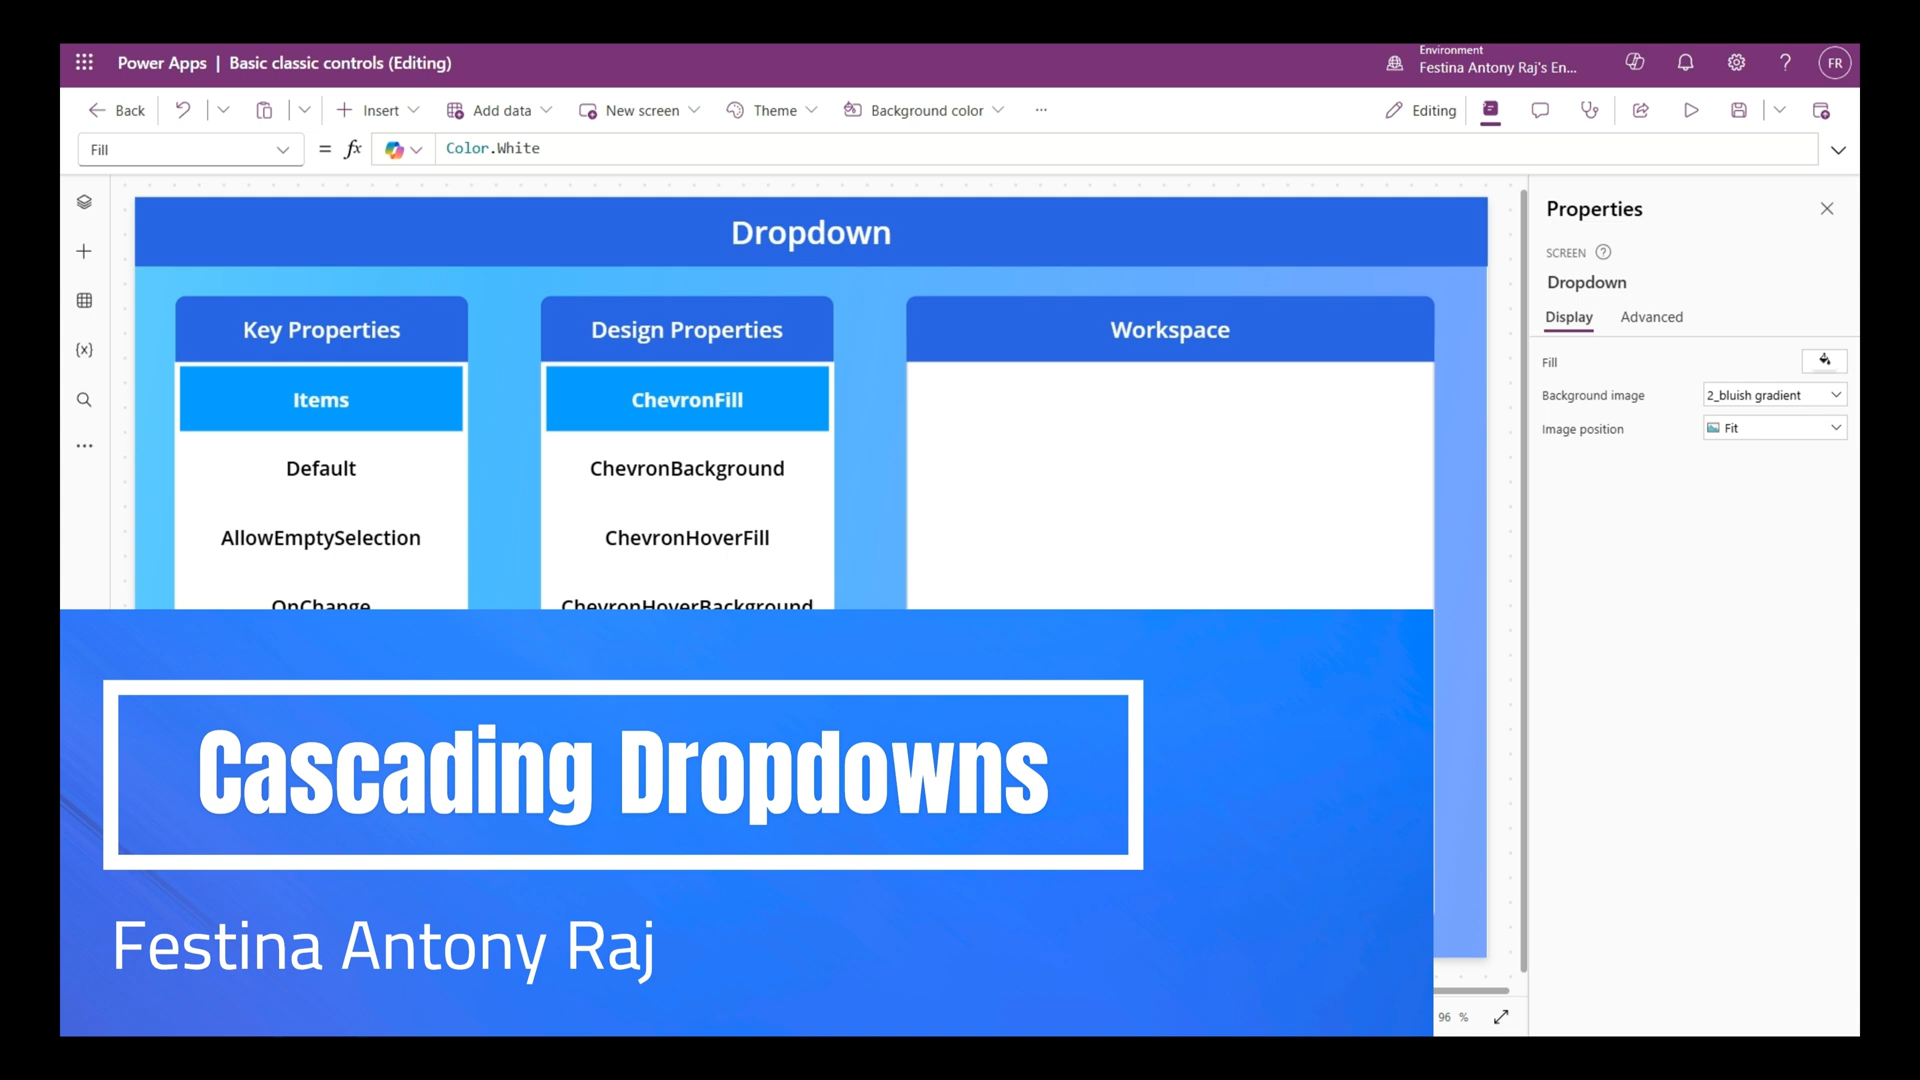 Power Apps | Basic classic controls (Editing)
Environment
Festina Antony Raj's En...
FR
Back
Insert
Add data
New screen
Theme
Background color
...
Editing
Fill
= fx
Color.White
Properties
SCREEN
Dropdown
Display
Advanced
Fill
Background image
2_bluish gradient
Image position
Fit
Dropdown
Key Properties
Items
Default
AllowEmptySelection
OnChange
Design Properties
ChevronFill
ChevronBackground
ChevronHoverFill
ChevronHoverBackground
Workspace
Cascading Dropdowns
Festina Antony Raj
96 %